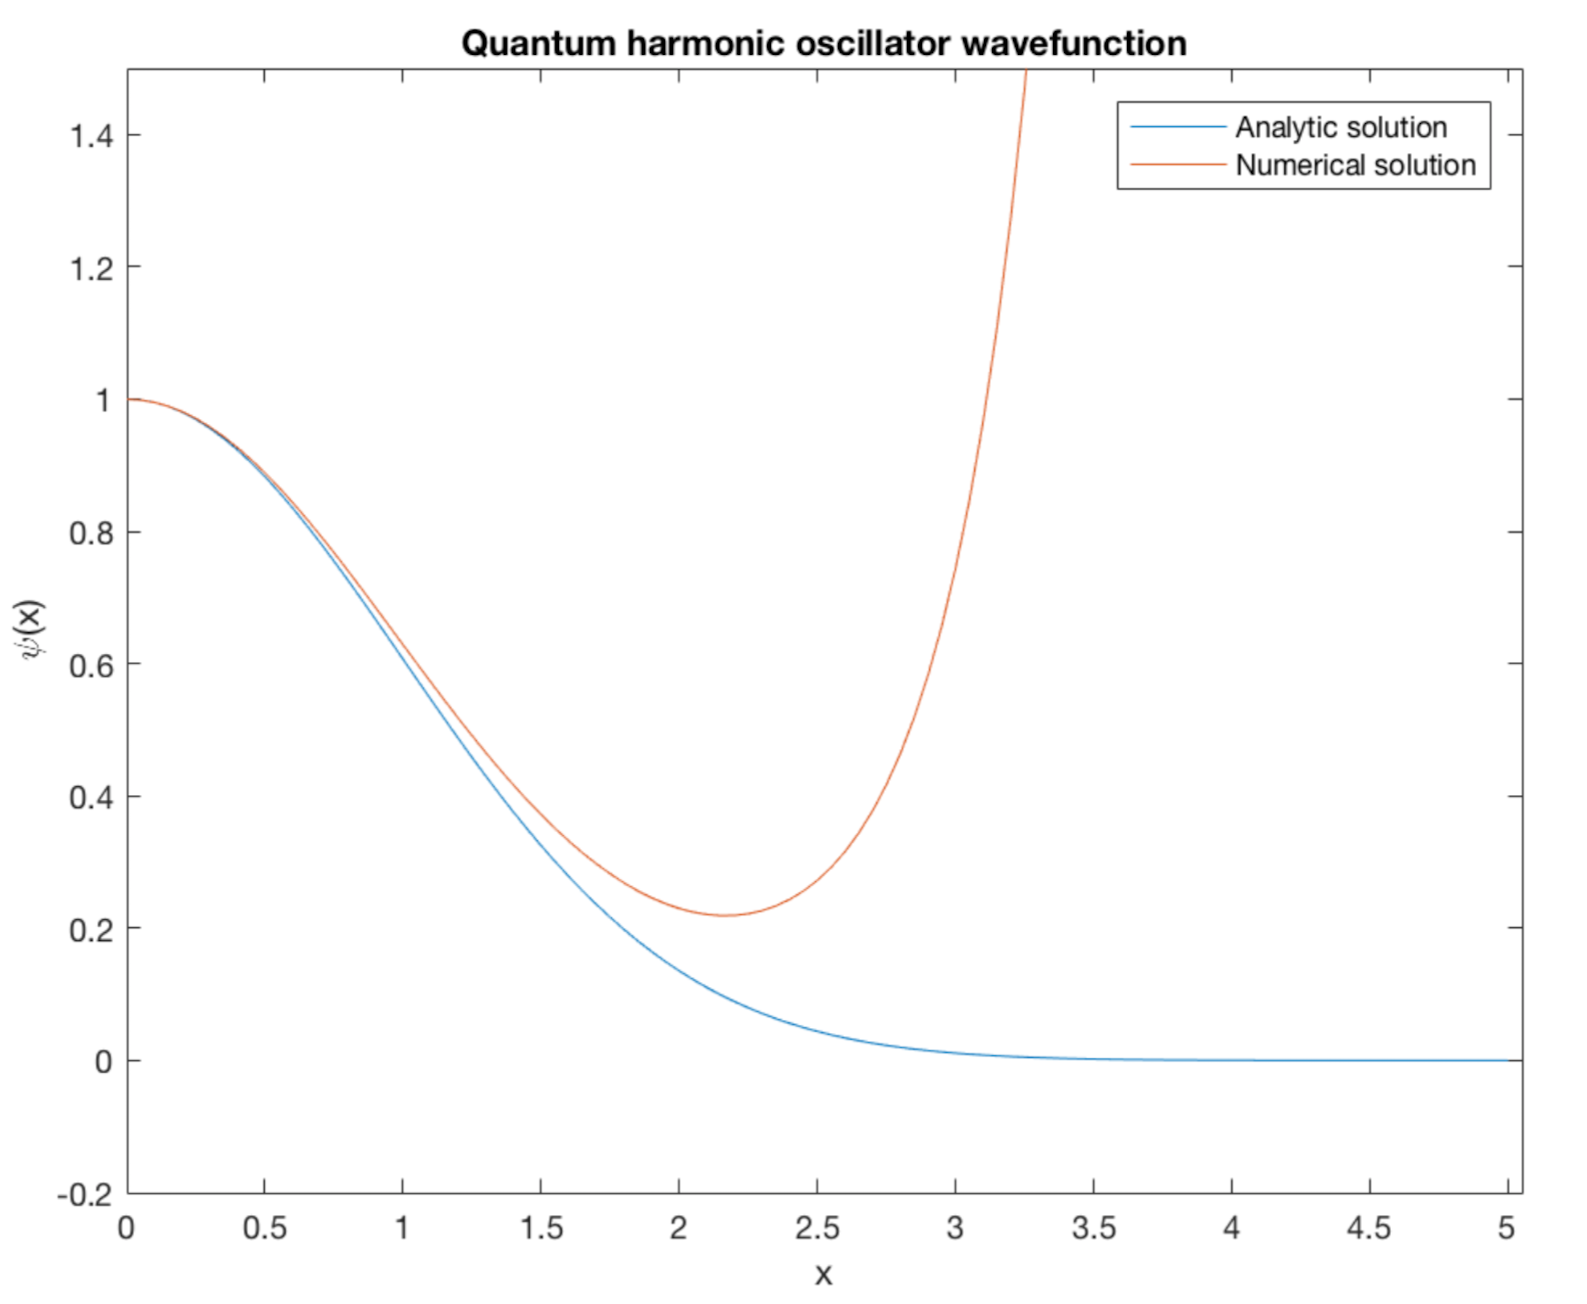 Quantum harmonic oscillator wavefunction
Analytic solution
Numerical solution
1.4
1.2
1
0.8
0.6
0.4
0.2
0
-0.2
ψ(x)
0 0.5 1 1.5 2 2.5 3 3.5 4 4.5 5
x